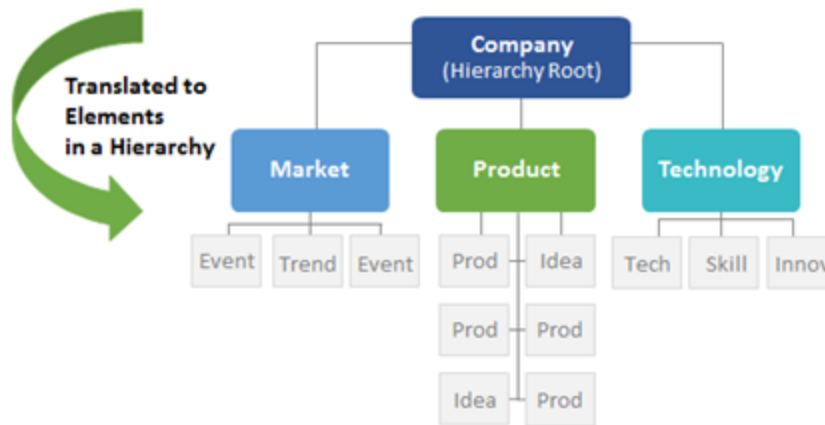 Company
(Hierarchy Root)
Translated to
Elements
in a Hierarchy
Market
Product
Technology
Event
Trend
Event
Prod
Idea
Tech
Skill
Innov
Prod
Prod
Idea
Prod